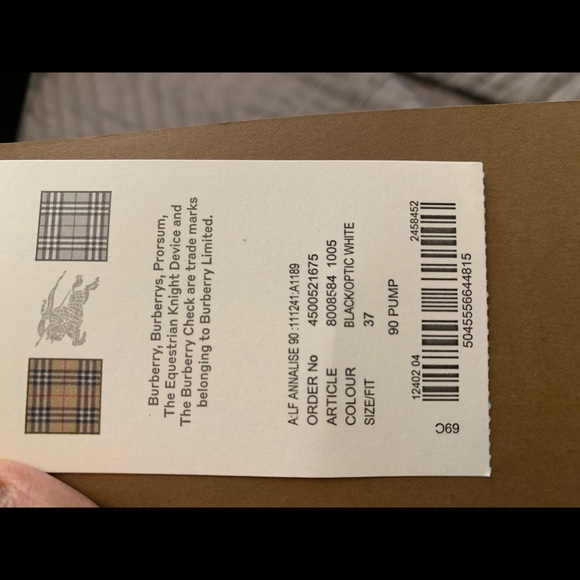 Burberry, Burberrys, Prorsum,
The Equestrian Knight Device and
The Burberry Check are trade marks
belonging to Burberry Limited.
A:LF ANNALISE 90 :111241:A1189
ORDER No 4500521675
ARTICLE 8008584 1005
COLOUR BLACK/OPTIC WHITE
SIZE/FIT 37
90 PUMP
12402 04 2458452
5045556644815
69C